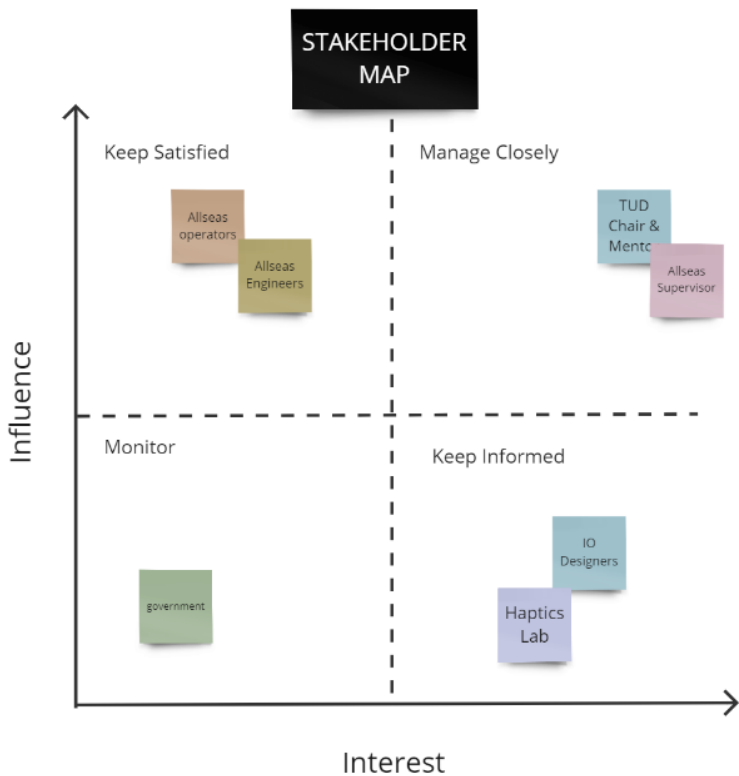 STAKEHOLDER
MAP
Keep Satisfied
Manage Closely
Allseas
operators
Allseas
Engineers
TUD
Chair &
Mento
Allseas
Supervisor
Influence
Monitor
Keep Informed
government
IO
Designers
Haptics
Lab
Interest